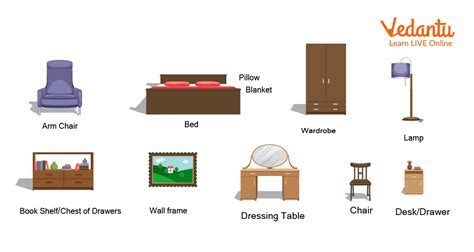 Vedantu
Learn LIVE Online
Pillow
Blanket
Arm Chair
Bed
Wardrobe
Lamp
Book Shelf/Chest of Drawers
Wall frame
Dressing Table
Chair
Desk/Drawer